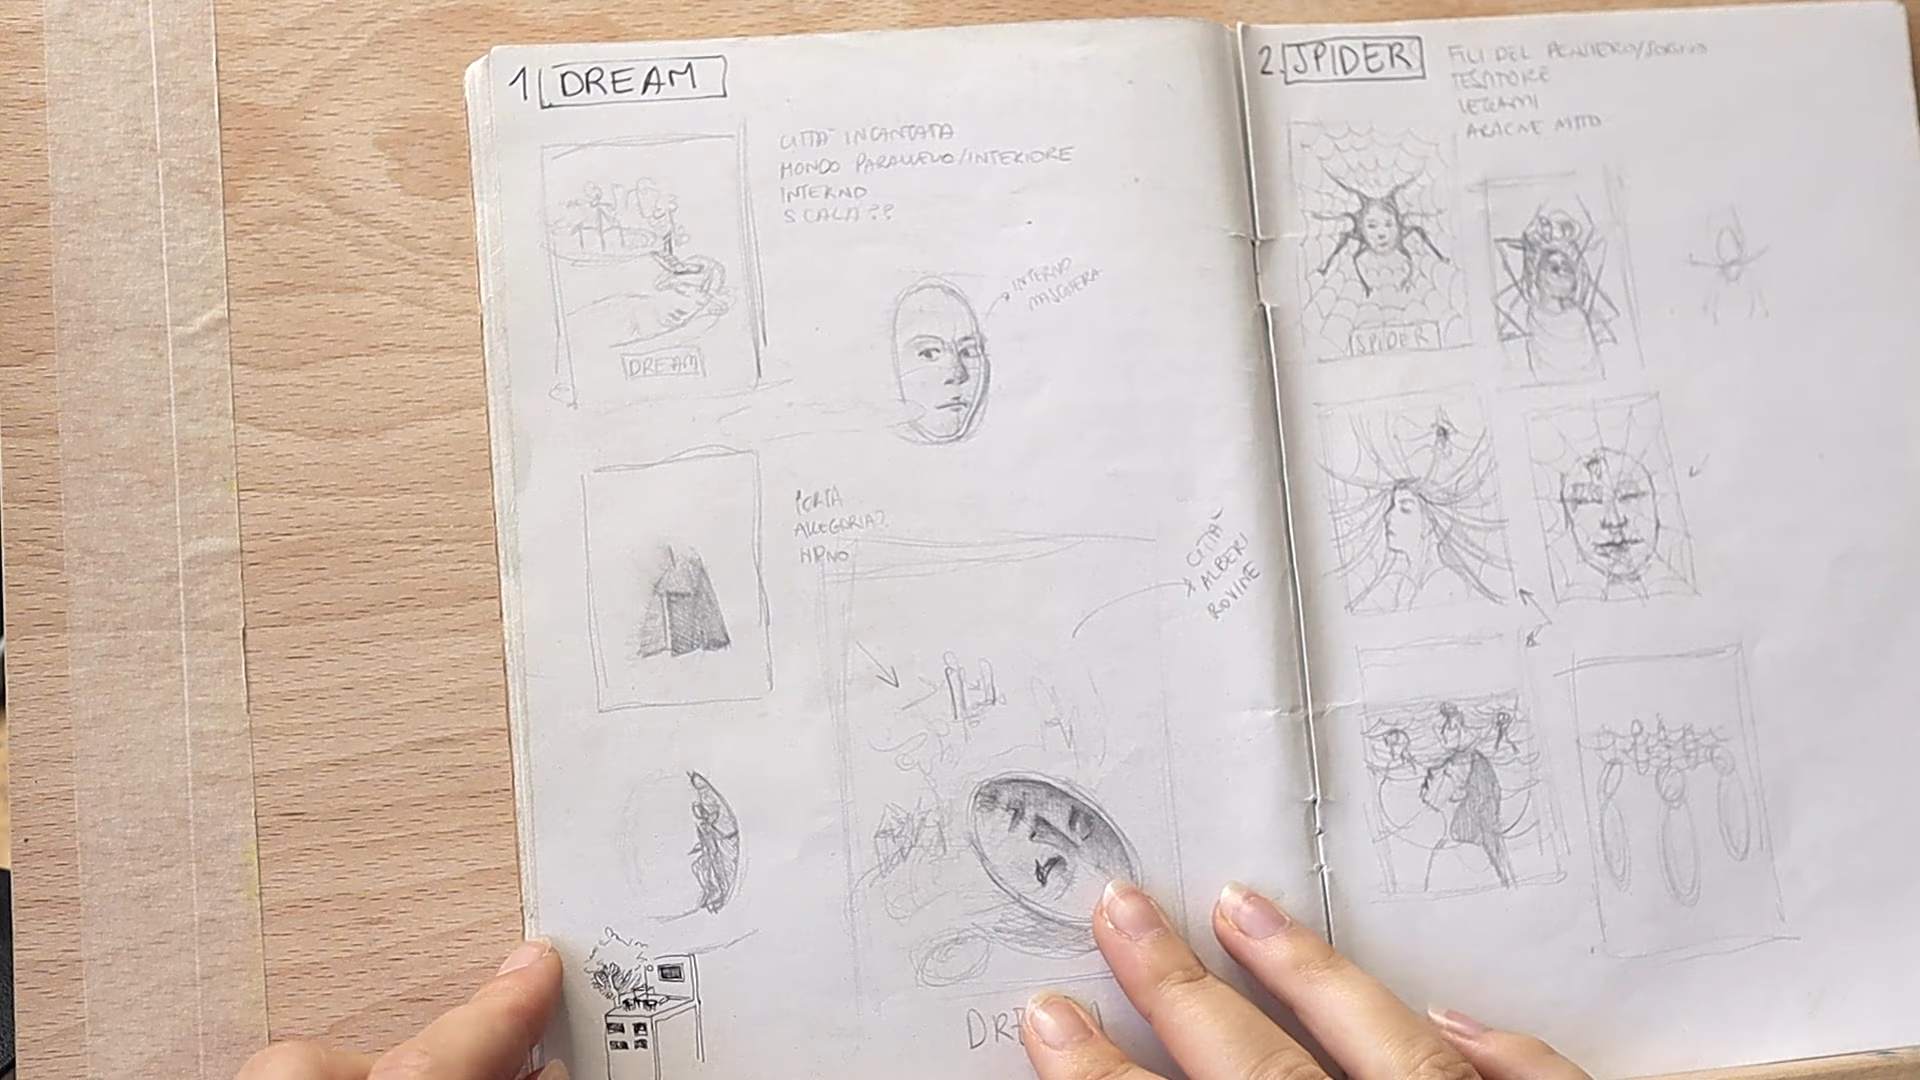 1 DREAM
CITTÀ INCANTATA
MONDO PARALLELO/INTERIORE
INTERNO
SCALA??
DREAM
INTERNO
MASCHERA
PORTA
ALLEGORIA?
CITTÀ
ALBERI
ROVINE
2. SPIDER
FILI DEL PENSIERO/SOGNO
TESSITORE
LEGAMI
ARACNE MITO
SPIDER